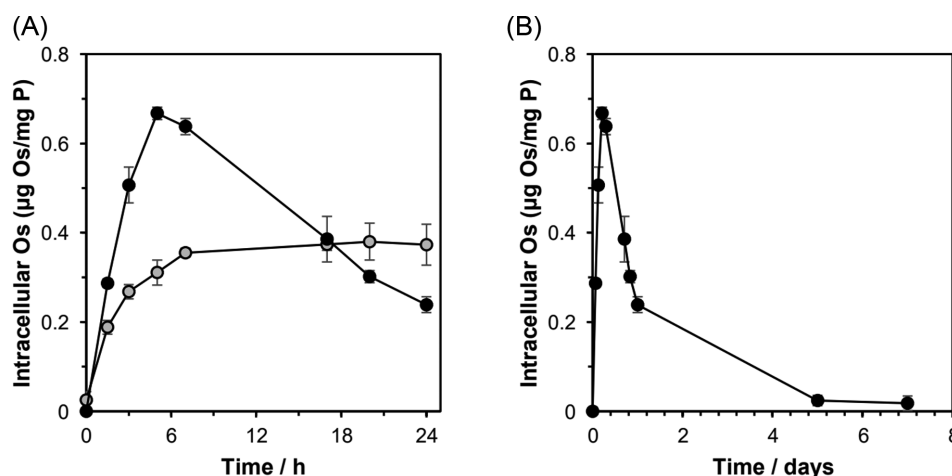 (A)
0.8
0.6
0.4
0.2
0
Intracellular Os (µg Os/mg P)
0 6 12 18 24
Time / h
(B)
0.8
0.6
0.4
0.2
0
Intracellular Os (µg Os/mg P)
0 2 4 6 8
Time / days